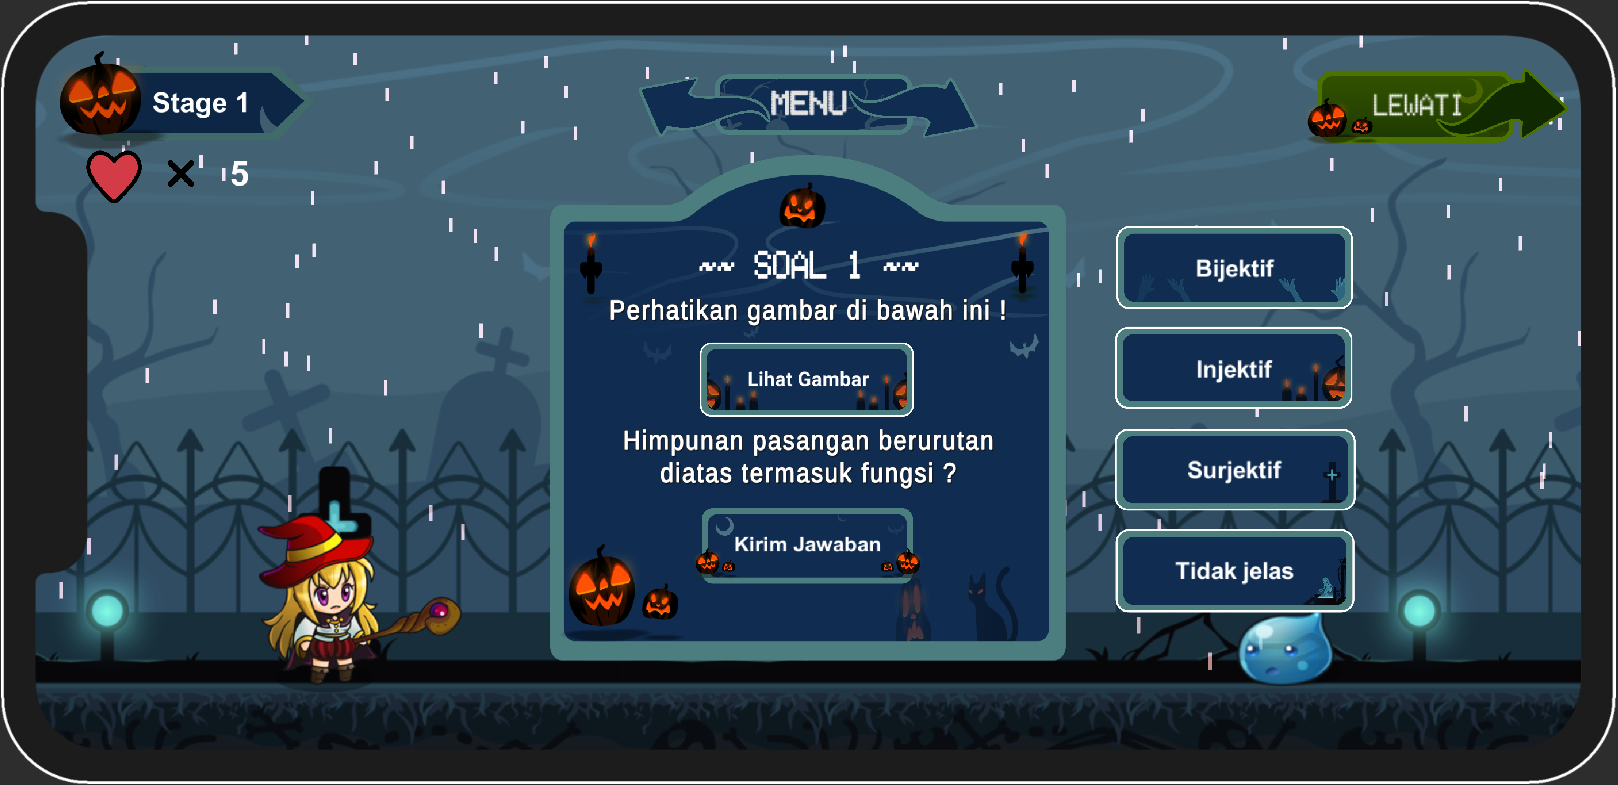 Stage 1
MENU
LEWATI
5
~~ SOAL 1 ~~
Perhatikan gambar di bawah ini !
Lihat Gambar
Himpunan pasangan berurutan
diatas termasuk fungsi ?
Kirim Jawaban
Bijektif
Injektif
Surjektif
Tidak jelas